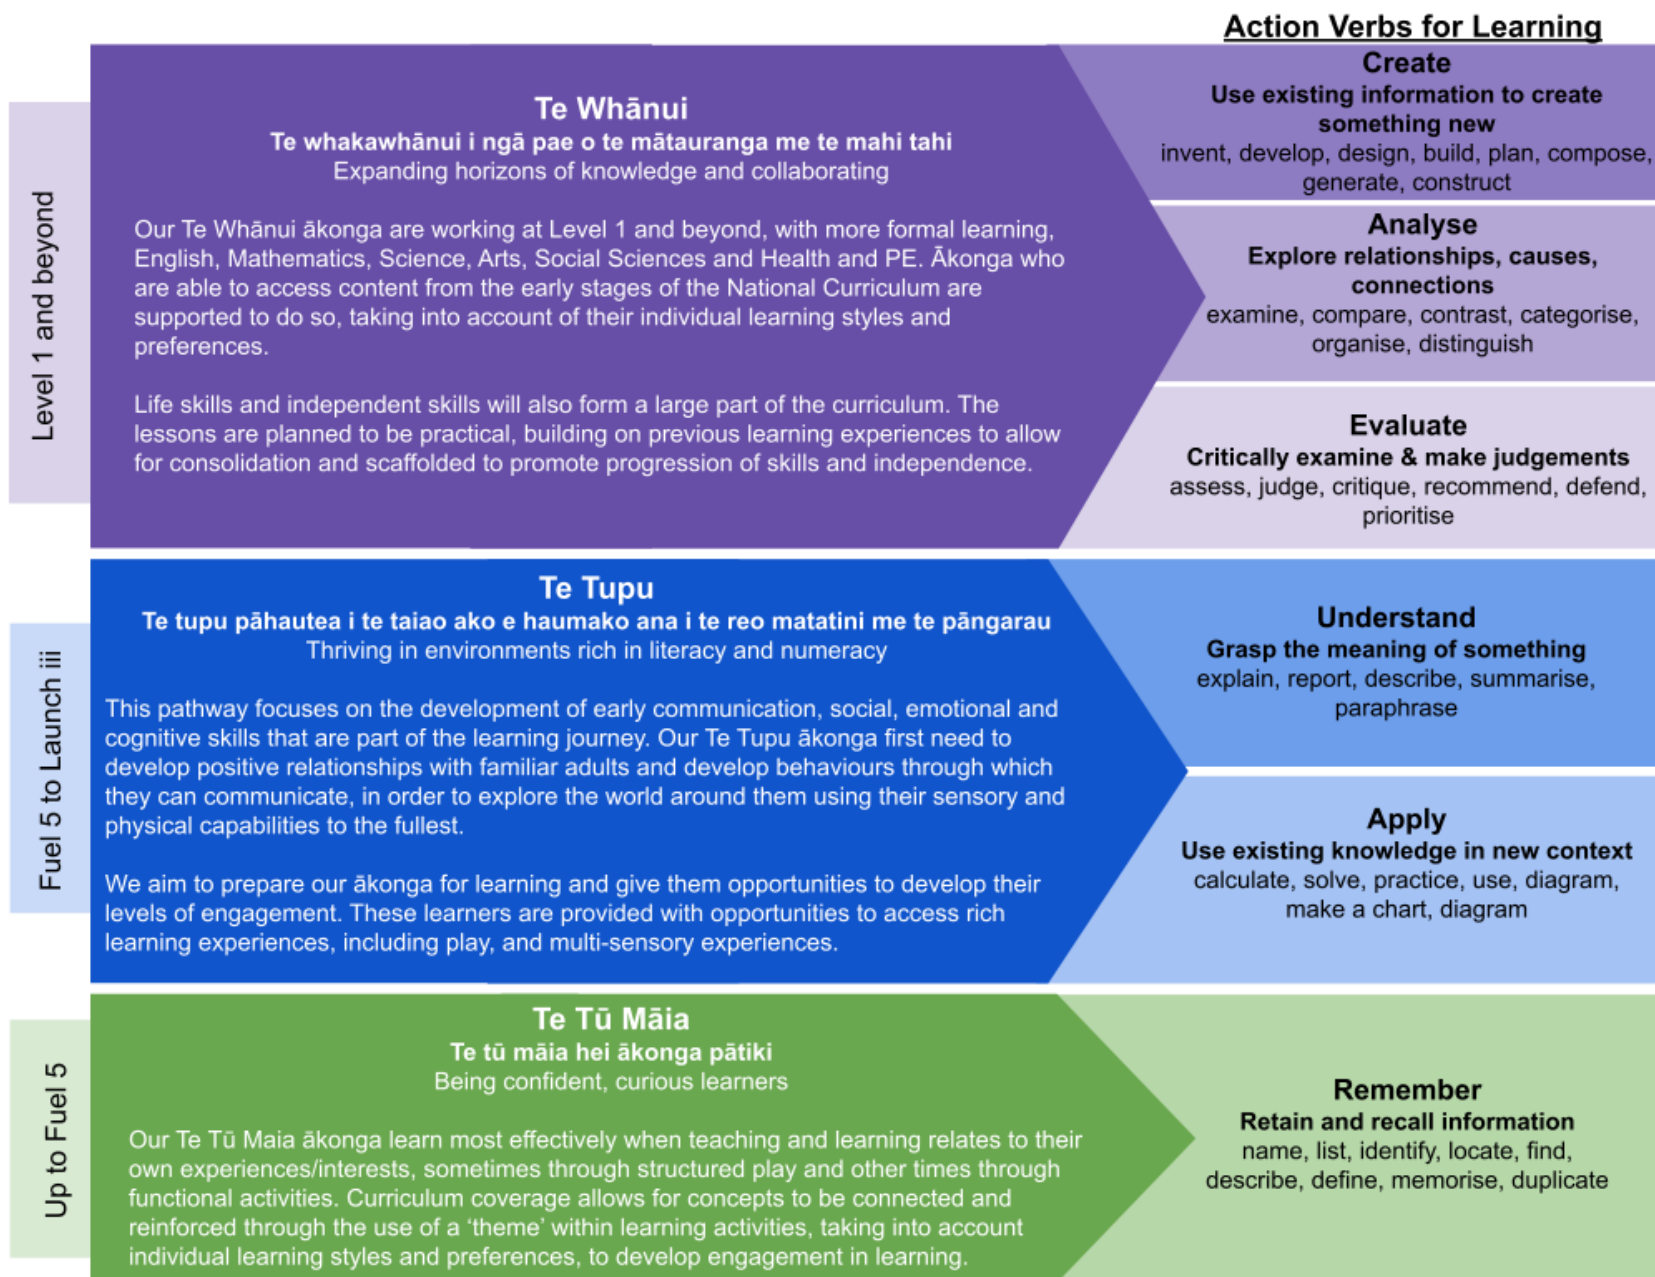 Action Verbs for Learning
Level 1 and beyond
Te Whānui
Te whakawhānui i ngā pae o te mātauranga me te mahi tahi
Expanding horizons of knowledge and collaborating
Our Te Whānui ākonga are working at Level 1 and beyond, with more formal learning,
English, Mathematics, Science, Arts, Social Sciences and Health and PE. Ākonga who
are able to access content from the early stages of the National Curriculum are
supported to do so, taking into account of their individual learning styles and
preferences.
Life skills and independent skills will also form a large part of the curriculum. The
lessons are planned to be practical, building on previous learning experiences to allow
for consolidation and scaffolded to promote progression of skills and independence.
Create
Use existing information to create
something new
invent, develop, design, build, plan, compose,
generate, construct
Analyse
Explore relationships, causes,
connections
examine, compare, contrast, categorise,
organise, distinguish
Evaluate
Critically examine & make judgements
assess, judge, critique, recommend, defend,
prioritise
Fuel 5 to Launch iii
Te Tupu
Te tupu pāhautea i te taiao ako e haumako ana i te reo matatini me te pāngarau
Thriving in environments rich in literacy and numeracy
This pathway focuses on the development of early communication, social, emotional and
cognitive skills that are part of the learning journey. Our Te Tupu ākonga first need to
develop positive relationships with familiar adults and develop behaviours through which
they can communicate, in order to explore the world around them using their sensory and
physical capabilities to the fullest.
We aim to prepare our ākonga for learning and give them opportunities to develop their
levels of engagement. These learners are provided with opportunities to access rich
learning experiences, including play, and multi-sensory experiences.
Understand
Grasp the meaning of something
explain, report, describe, summarise,
paraphrase
Apply
Use existing knowledge in new context
calculate, solve, practice, use, diagram,
make a chart, diagram
Up to Fuel 5
Te Tū Māia
Te tū māia hei ākonga pātiki
Being confident, curious learners
Our Te Tū Maia ākonga learn most effectively when teaching and learning relates to their
own experiences/interests, sometimes through structured play and other times through
functional activities. Curriculum coverage allows for concepts to be connected and
reinforced through the use of a ‘theme’ within learning activities, taking into account
individual learning styles and preferences, to develop engagement in learning.
Remember
Retain and recall information
name, list, identify, locate, find,
describe, define, memorise, duplicate